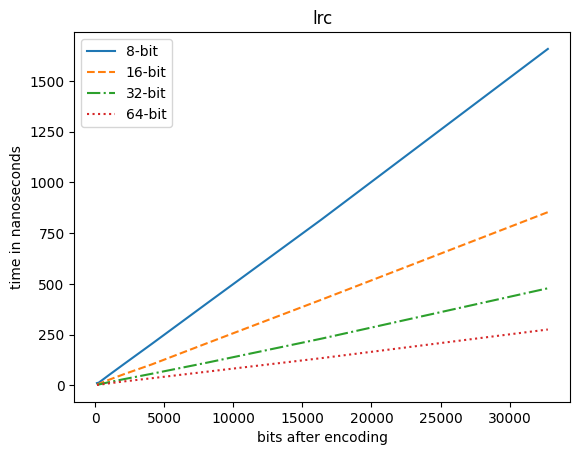 lrc
8-bit
16-bit
32-bit
64-bit
time in nanoseconds
1500
1250
1000
750
500
250
0
0 5000 10000 15000 20000 25000 30000
bits after encoding